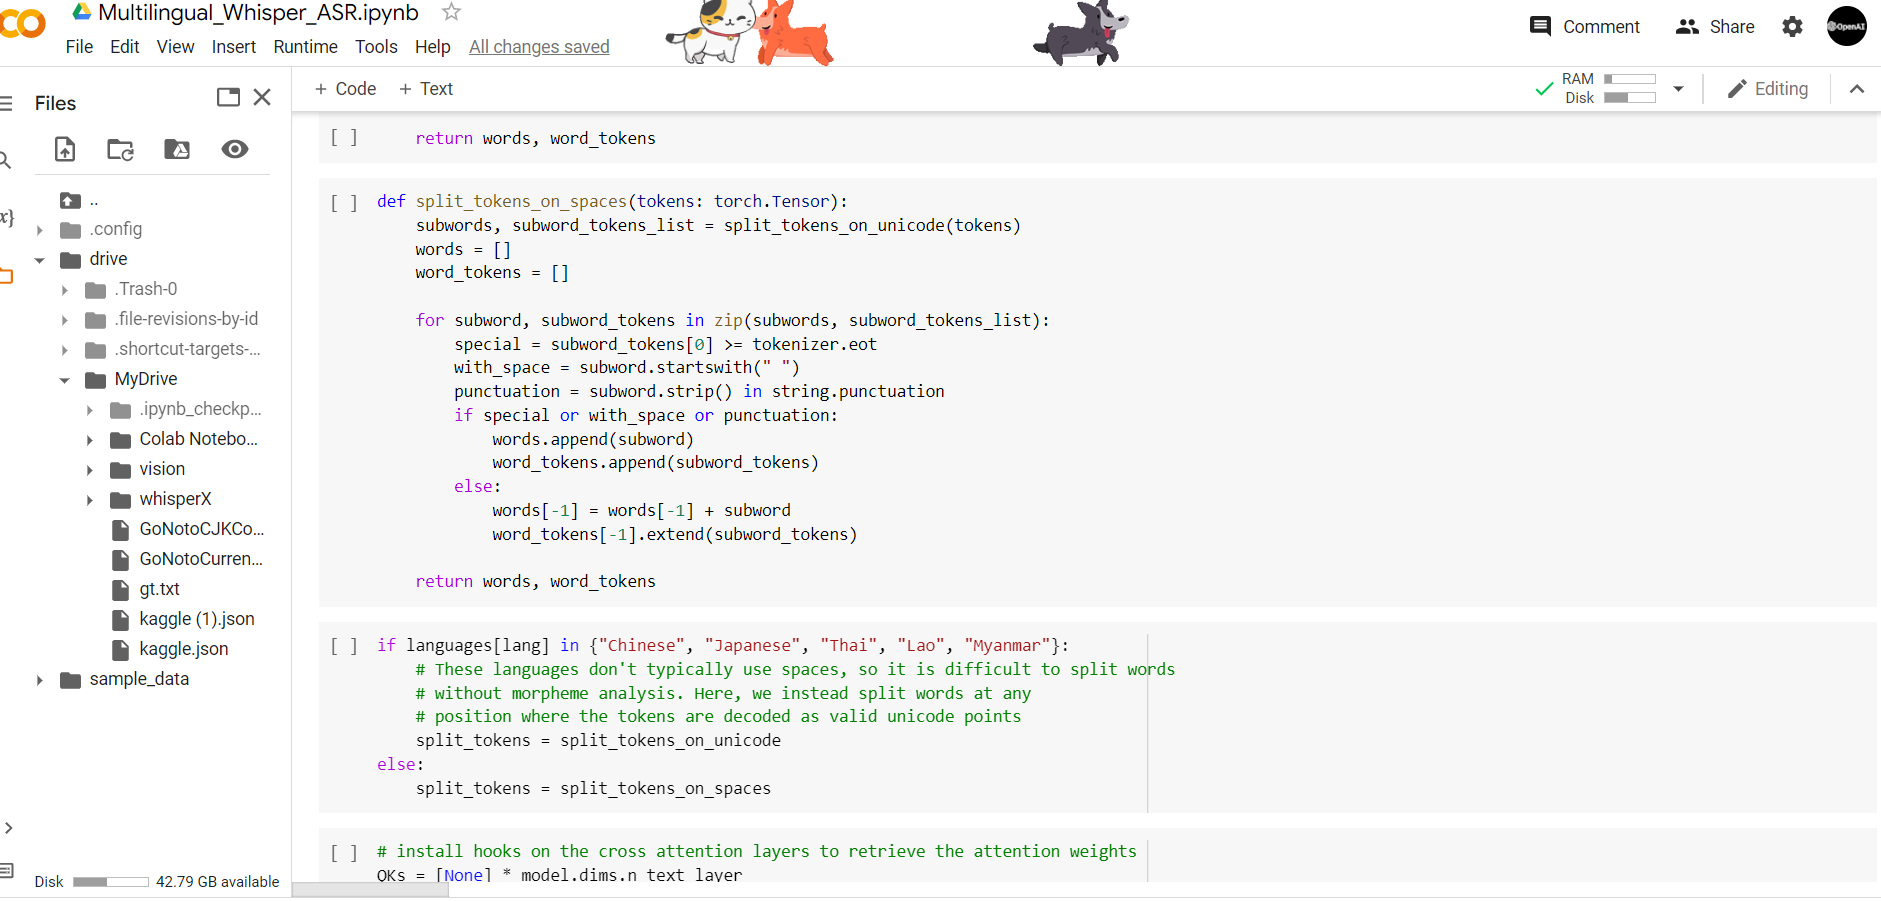 Multilingual_Whisper_ASR.ipynb
File Edit View Insert Runtime Tools Help All changes saved
Comment
Share
OpenAI
Files
+ Code + Text
RAM
Disk
Editing
..
.config
drive
.Trash-0
.file-revisions-by-id
.shortcut-targets-...
MyDrive
.ipynb_checkp...
Colab Notebo...
vision
whisperX
GoNotoCJKCo...
GoNotoCurren...
gt.txt
kaggle (1).json
kaggle.json
sample_data
Disk 42.79 GB available
[ ] return words, word_tokens
[ ] def split_tokens_on_spaces(tokens: torch.Tensor):
subwords, subword_tokens_list = split_tokens_on_unicode(tokens)
words = []
word_tokens = []
for subword, subword_tokens in zip(subwords, subword_tokens_list):
special = subword_tokens[0] >= tokenizer.eot
with_space = subword.startswith(" ")
punctuation = subword.strip() in string.punctuation
if special or with_space or punctuation:
words.append(subword)
word_tokens.append(subword_tokens)
else:
words[-1] = words[-1] + subword
word_tokens[-1].extend(subword_tokens)
return words, word_tokens
[ ] if languages[lang] in {"Chinese", "Japanese", "Thai", "Lao", "Myanmar"}:
# These languages don't typically use spaces, so it is difficult to split words
# without morpheme analysis. Here, we instead split words at any
# position where the tokens are decoded as valid unicode points
split_tokens = split_tokens_on_unicode
else:
split_tokens = split_tokens_on_spaces
[ ] # install hooks on the cross attention layers to retrieve the attention weights
QKs = [None] * model.dims.n_text_layer